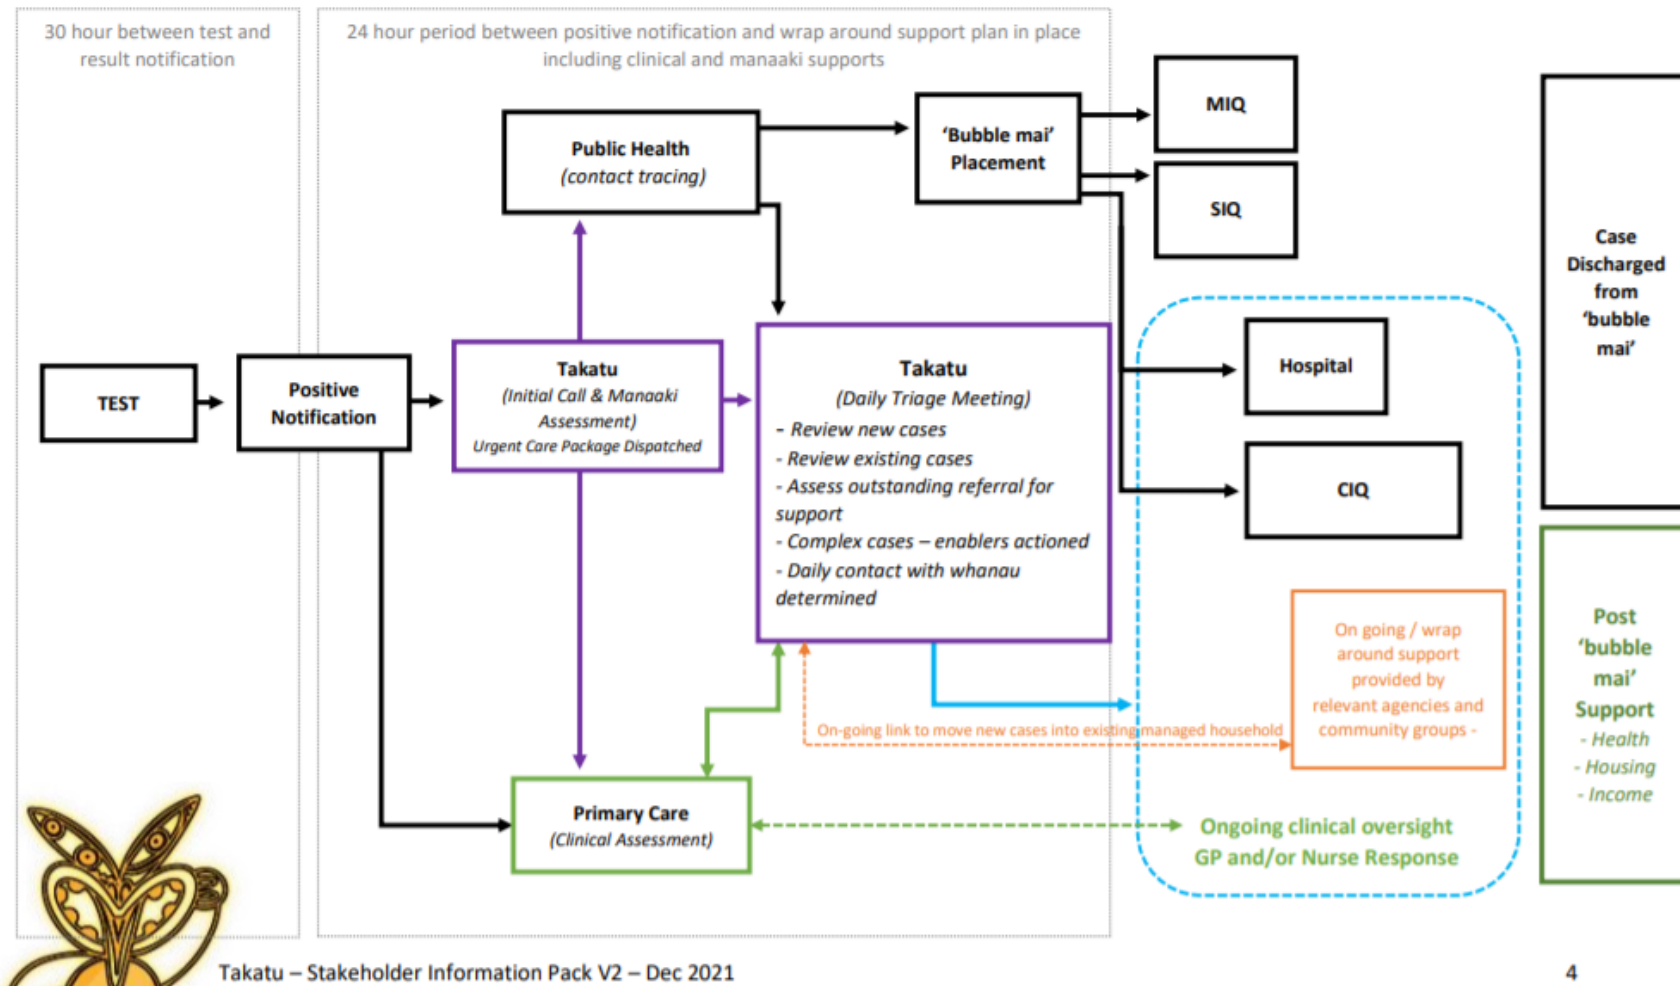 30 hour between test and
result notification
24 hour period between positive notification and wrap around support plan in place
including clinical and manaaki supports
TEST
Positive
Notification
Public Health
(contact tracing)
'Bubble mai'
Placement
MIQ
SIQ
Takatu
(Initial Call & Manaaki
Assessment)
Urgent Care Package Dispatched
Takatu
(Daily Triage Meeting)
- Review new cases
- Review existing cases
- Assess outstanding referral for
support
- Complex cases – enablers actioned
- Daily contact with whanau
determined
Hospital
CIQ
On going / wrap
around support
provided by
relevant agencies and
community groups -
On-going link to move new cases into existing managed household
Primary Care
(Clinical Assessment)
Ongoing clinical oversight
GP and/or Nurse Response
Case
Discharged
from
'bubble
mai'
Post
'bubble
mai'
Support
- Health
- Housing
- Income
Takatu – Stakeholder Information Pack V2 – Dec 2021
4